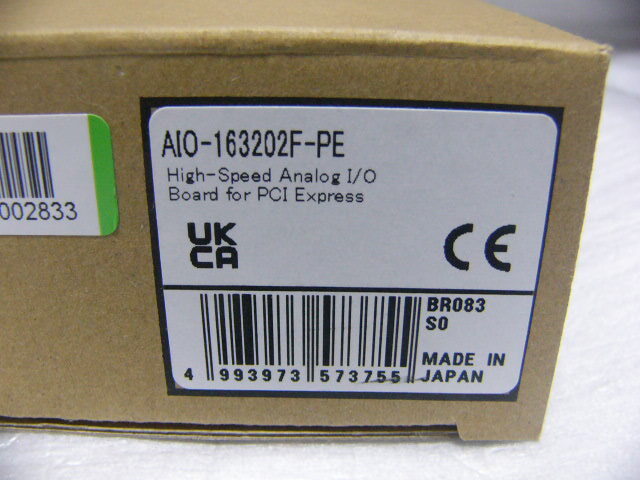 AIO-163202F-PE
High-Speed Analog I/O
Board for PCI Express
UK
CA
CE
002833
BR083
S0
MADE IN
JAPAN
4 993973 573755